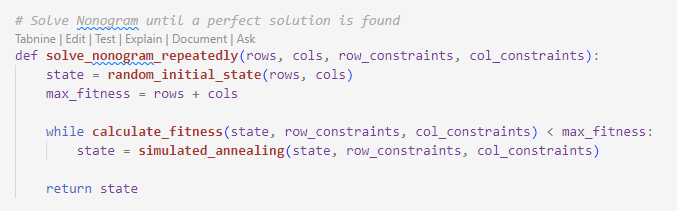 # Solve Nonogram until a perfect solution is found
Tabnine | Edit | Test | Explain | Document | Ask
def solve_nonogram_repeatedly(rows, cols, row_constraints, col_constraints):
    state = random_initial_state(rows, cols)
    max_fitness = rows + cols
    while calculate_fitness(state, row_constraints, col_constraints) < max_fitness:
        state = simulated_annealing(state, row_constraints, col_constraints)
    return state